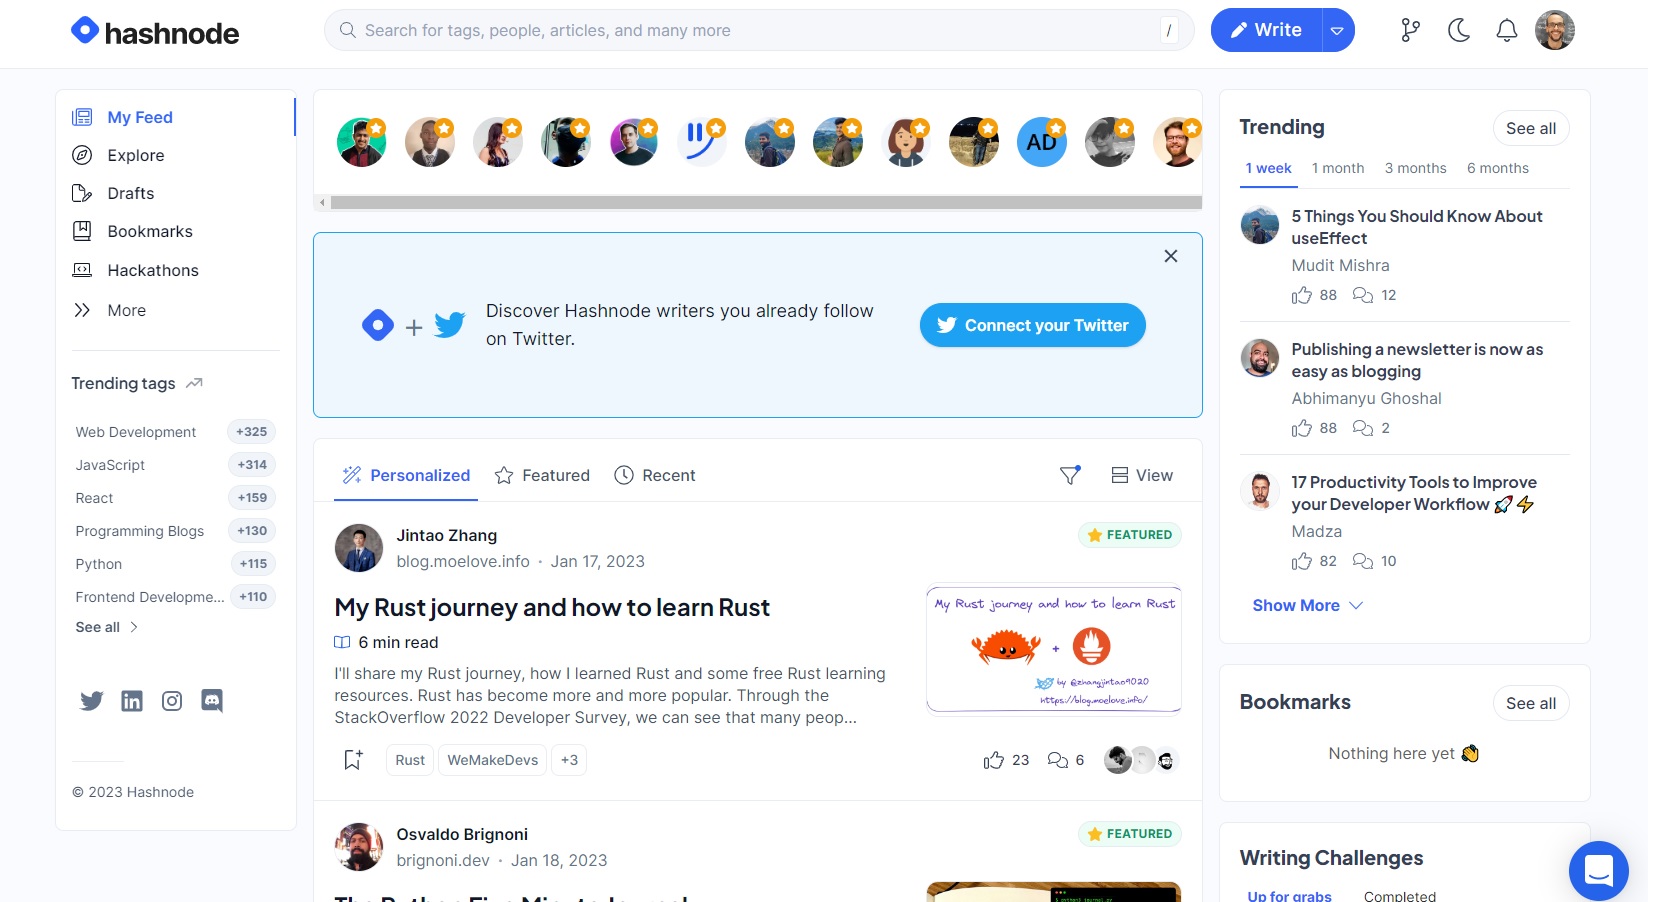 hashnode
Search for tags, people, articles, and many more
/
Write
My Feed
Explore
Drafts
Bookmarks
Hackathons
More
Trending tags
Web Development +325
JavaScript +314
React +159
Programming Blogs +130
Python +115
Frontend Developme... +110
See all
© 2023 Hashnode
AD
Discover Hashnode writers you already follow
on Twitter.
Connect your Twitter
Personalized Featured Recent View
Jintao Zhang
blog.moelove.info · Jan 17, 2023
FEATURED
My Rust journey and how to learn Rust
6 min read
I'll share my Rust journey, how I learned Rust and some free Rust learning
resources. Rust has become more and more popular. Through the
StackOverflow 2022 Developer Survey, we can see that many peop...
My Rust journey and how to learn Rust
+
by @zhangjintao9020
https://blog.moelove.info/
Rust WeMakeDevs +3
23 6
Osvaldo Brignoni
brignoni.dev · Jan 18, 2023
FEATURED
The Python Five Minute Journal
Trending
See all
1 week 1 month 3 months 6 months
5 Things You Should Know About
useEffect
Mudit Mishra
88 12
Publishing a newsletter is now as
easy as blogging
Abhimanyu Ghoshal
88 2
17 Productivity Tools to Improve
your Developer Workflow 🚀⚡
Madza
82 10
Show More
Bookmarks
See all
Nothing here yet 👏
Writing Challenges
Up for grabs Completed